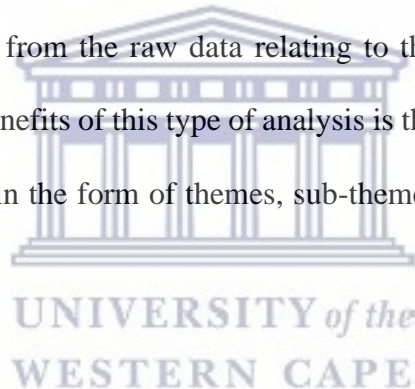 from the raw data relating to th
nefits of this type of analysis is th
in the form of themes, sub-theme
UNIVERSITY of the
WESTERN CAPE